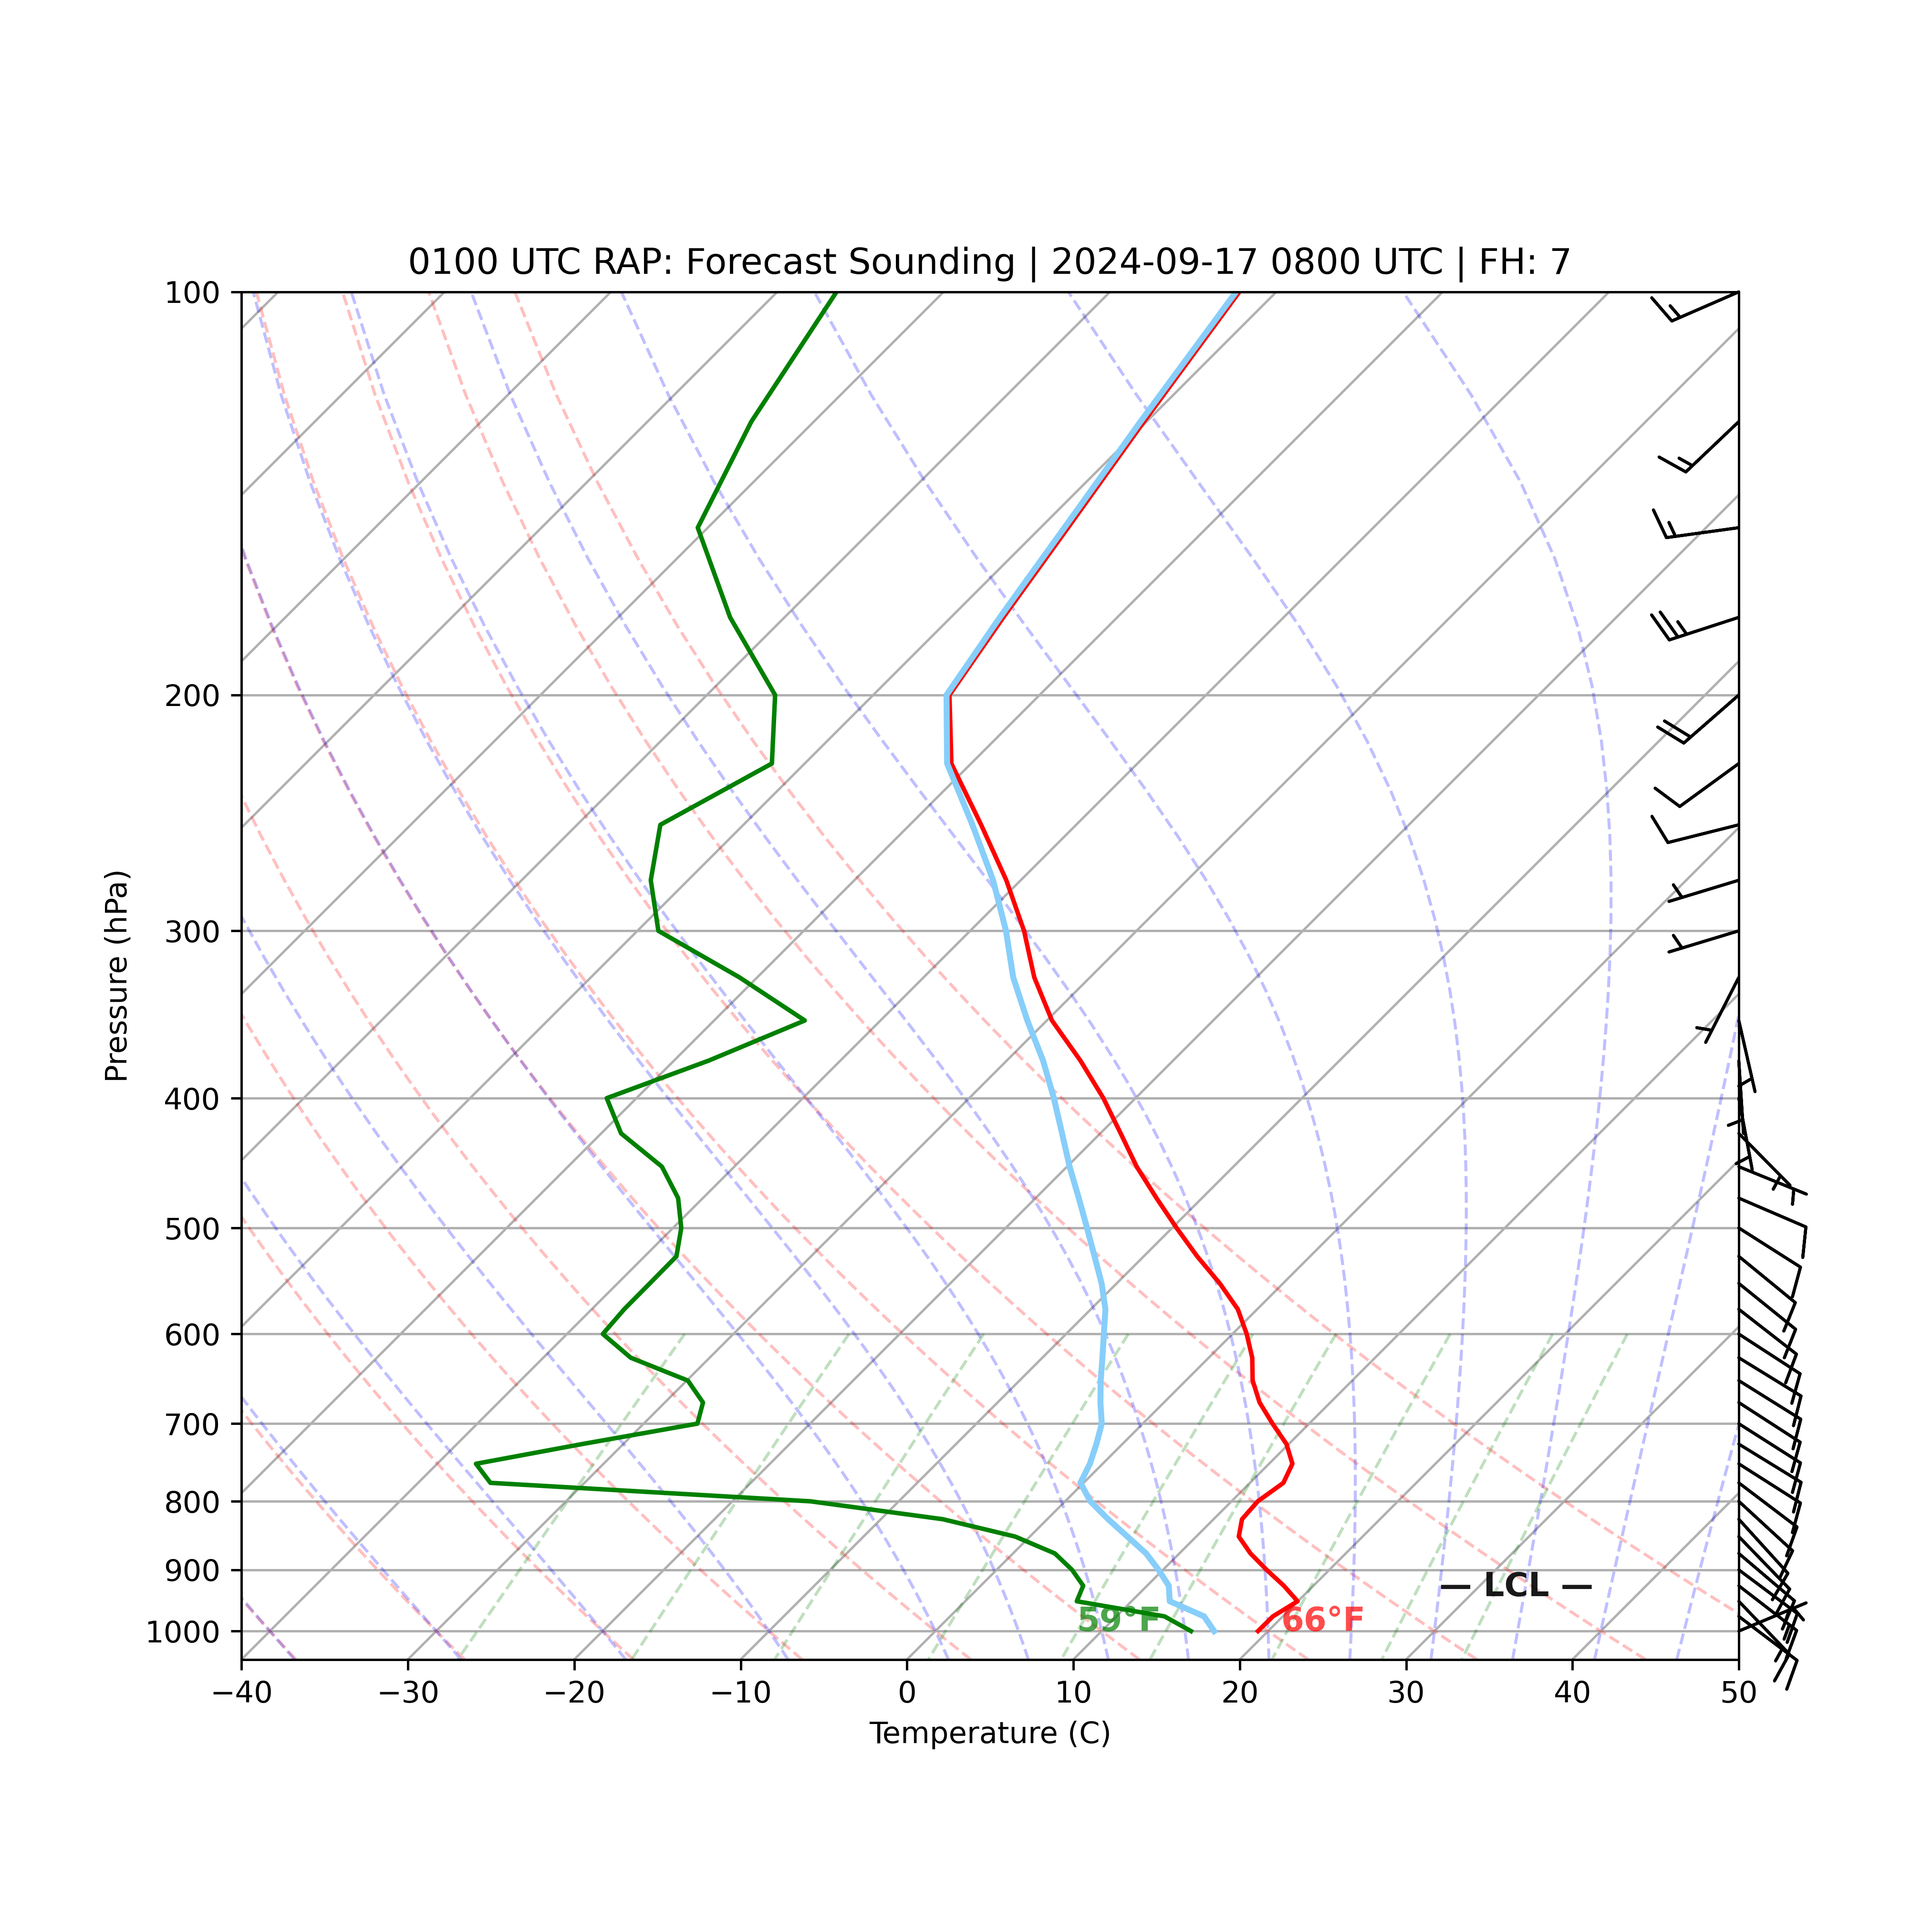 0100 UTC RAP: Forecast Sounding | 2024-09-17 0800 UTC | FH: 7
100
200
300
400
500
600
700
800
900
1000
Pressure (hPa)
— LCL —
59°F
66°F
−40 −30 −20 −10 0 10 20 30 40 50
Temperature (C)